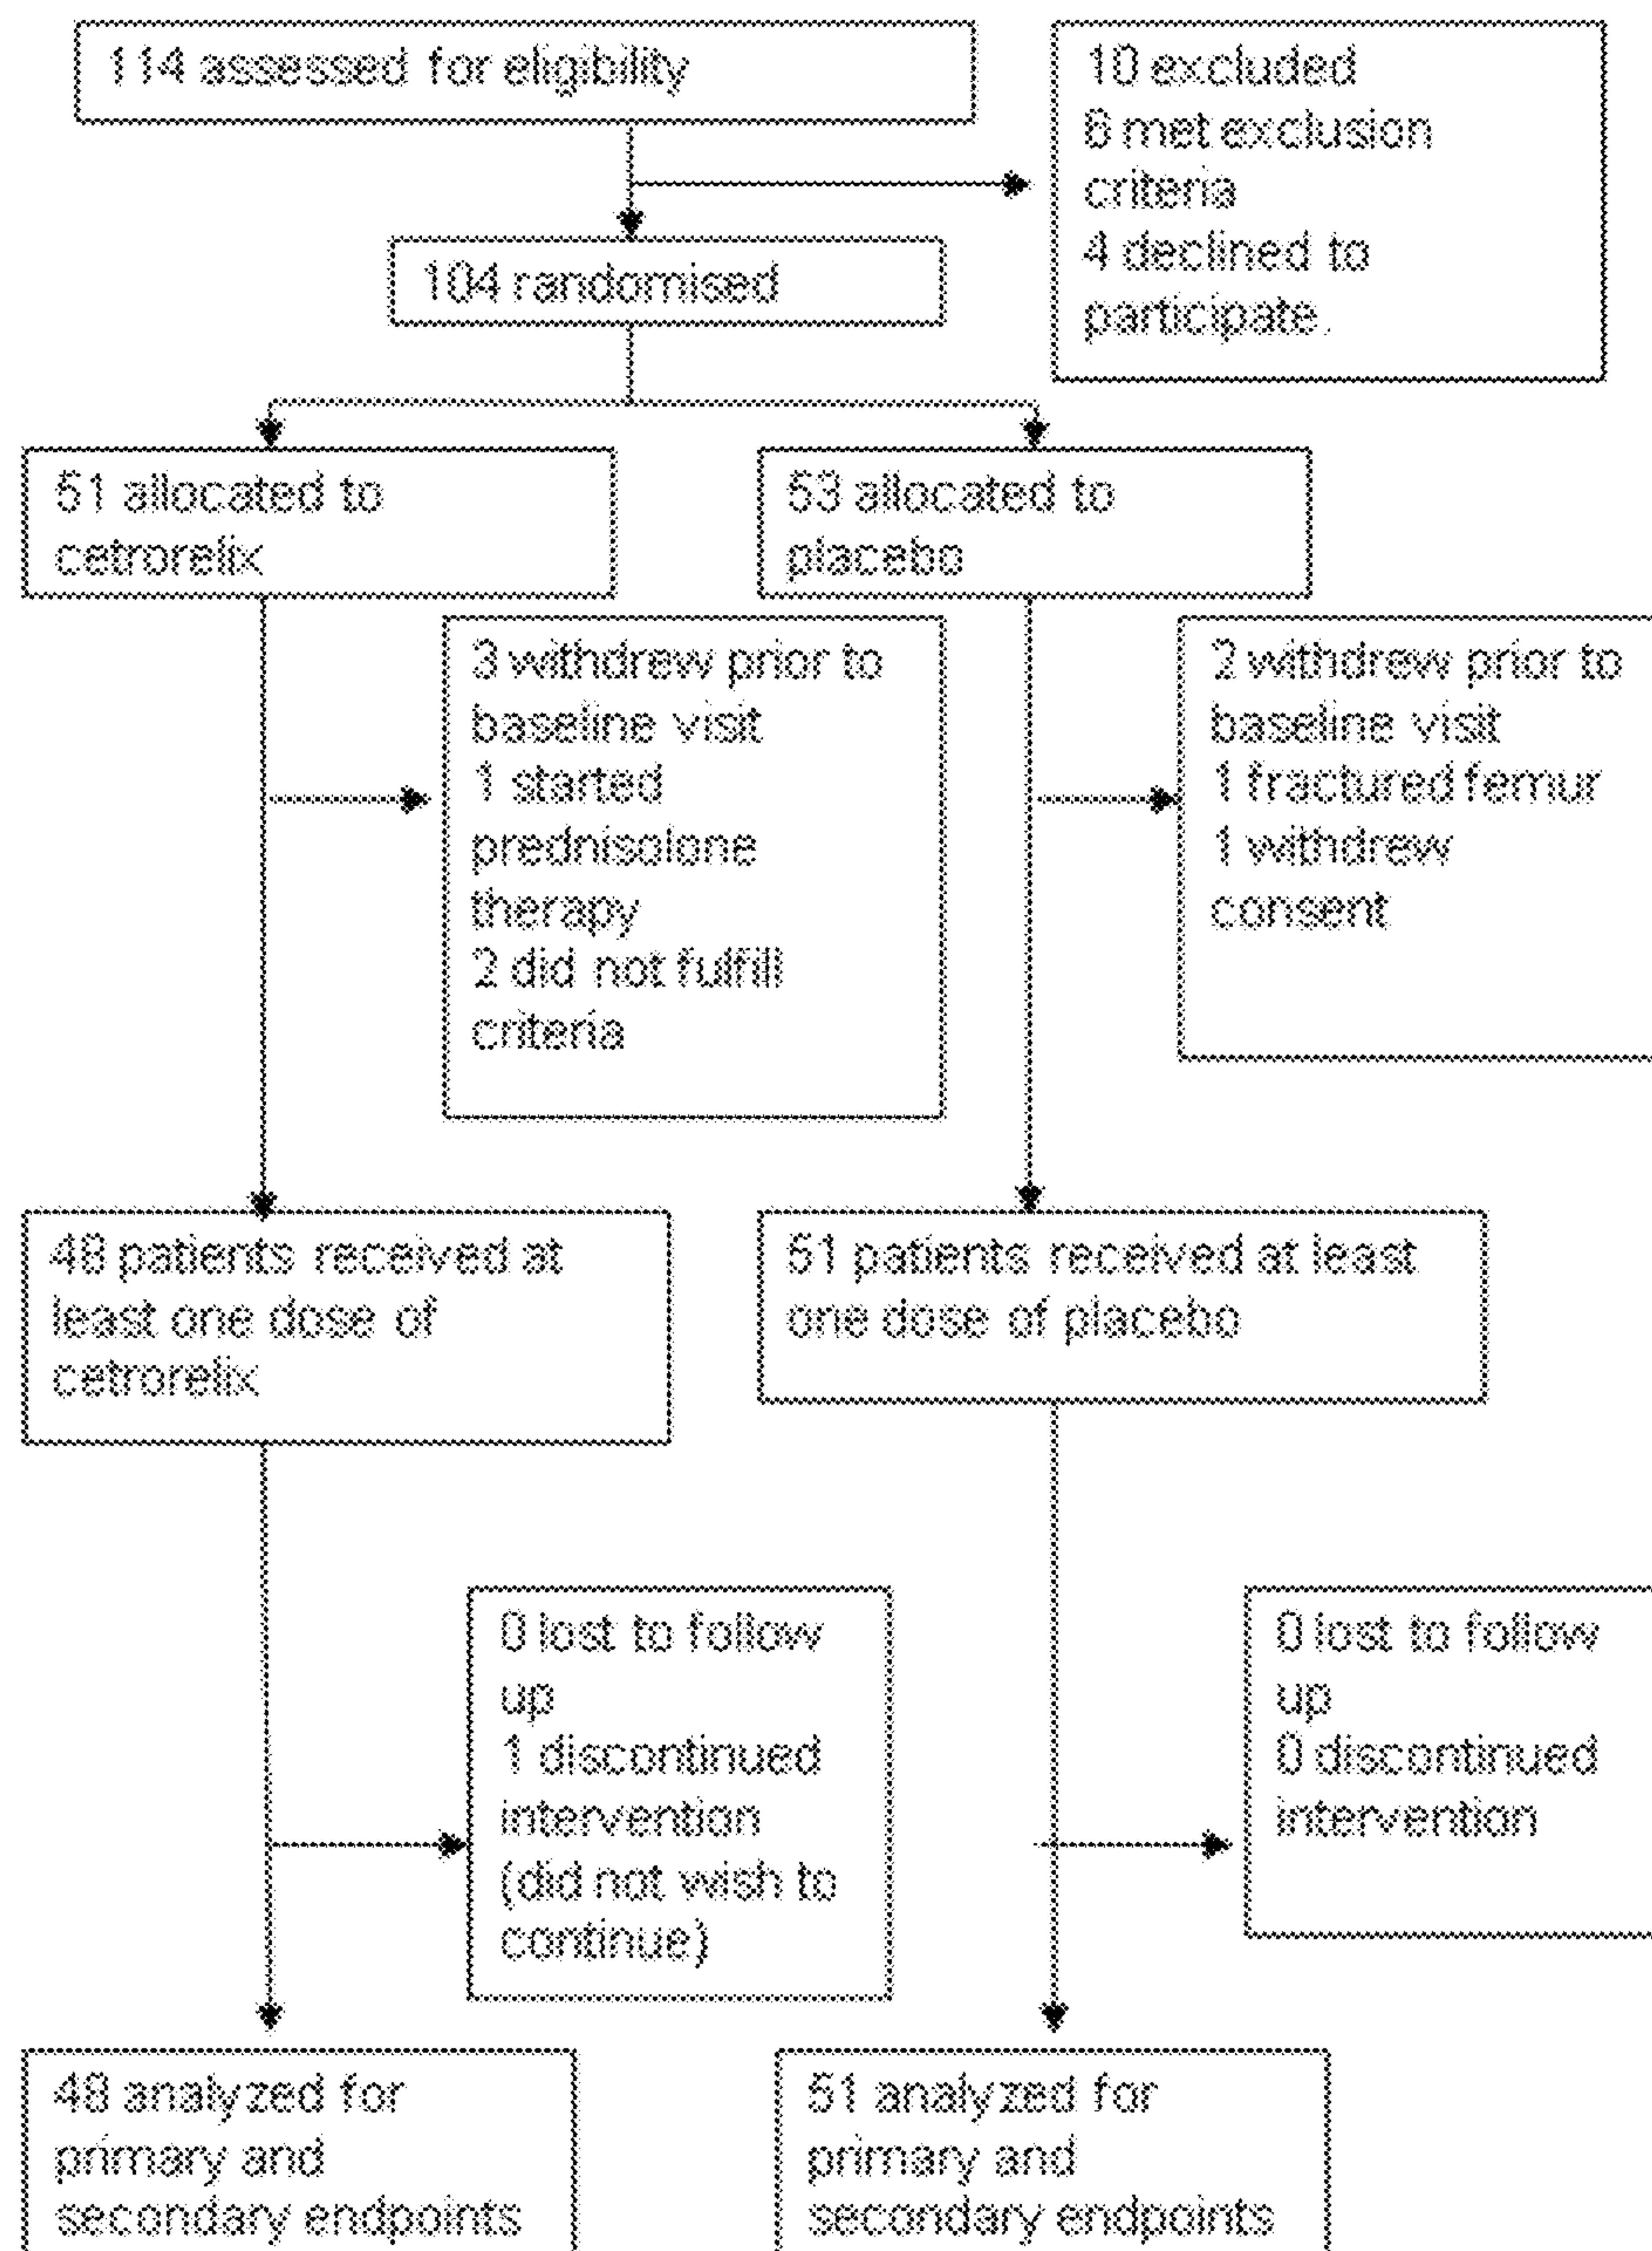 114 assessed for eligibility
10 excluded
6 met exclusion
criteria
4 declined to
participate.
104 randomised
51 allocated to
cetrorelix
53 allocated to
placebo
3 withdrew prior to
baseline visit
1 started
prednisolone
therapy
2 did not fulfill
criteria
2 withdrew prior to
baseline visit
1 fractured femur
1 withdrew
consent
48 patients received at
least one dose of
cetrorelix
51 patients received at least
one dose of placebo
0 lost to follow
up
1 discontinued
intervention
(did not wish to
continue)
0 lost to follow
up
0 discontinued
intervention
48 analyzed for
primary and
secondary endpoints
51 analyzed for
primary and
secondary endpoints